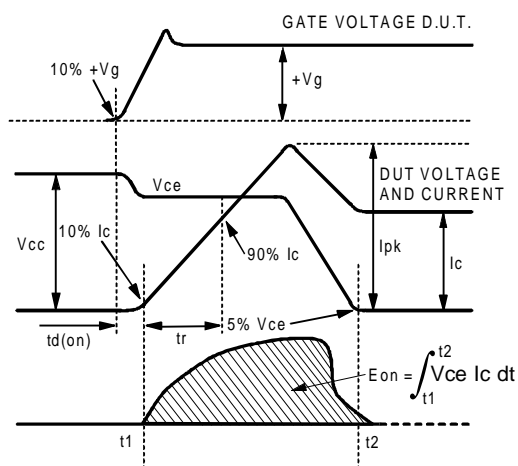 GATE VOLTAGE D.U.T.
10% +Vg
+Vg
Vce
DUT VOLTAGE
AND CURRENT
Vcc
10% Ic
90% Ic
Ipk
Ic
td(on)
tr
5% Vce
Eon = ∫ Vce Ic dt
t2
t1
t1
t2